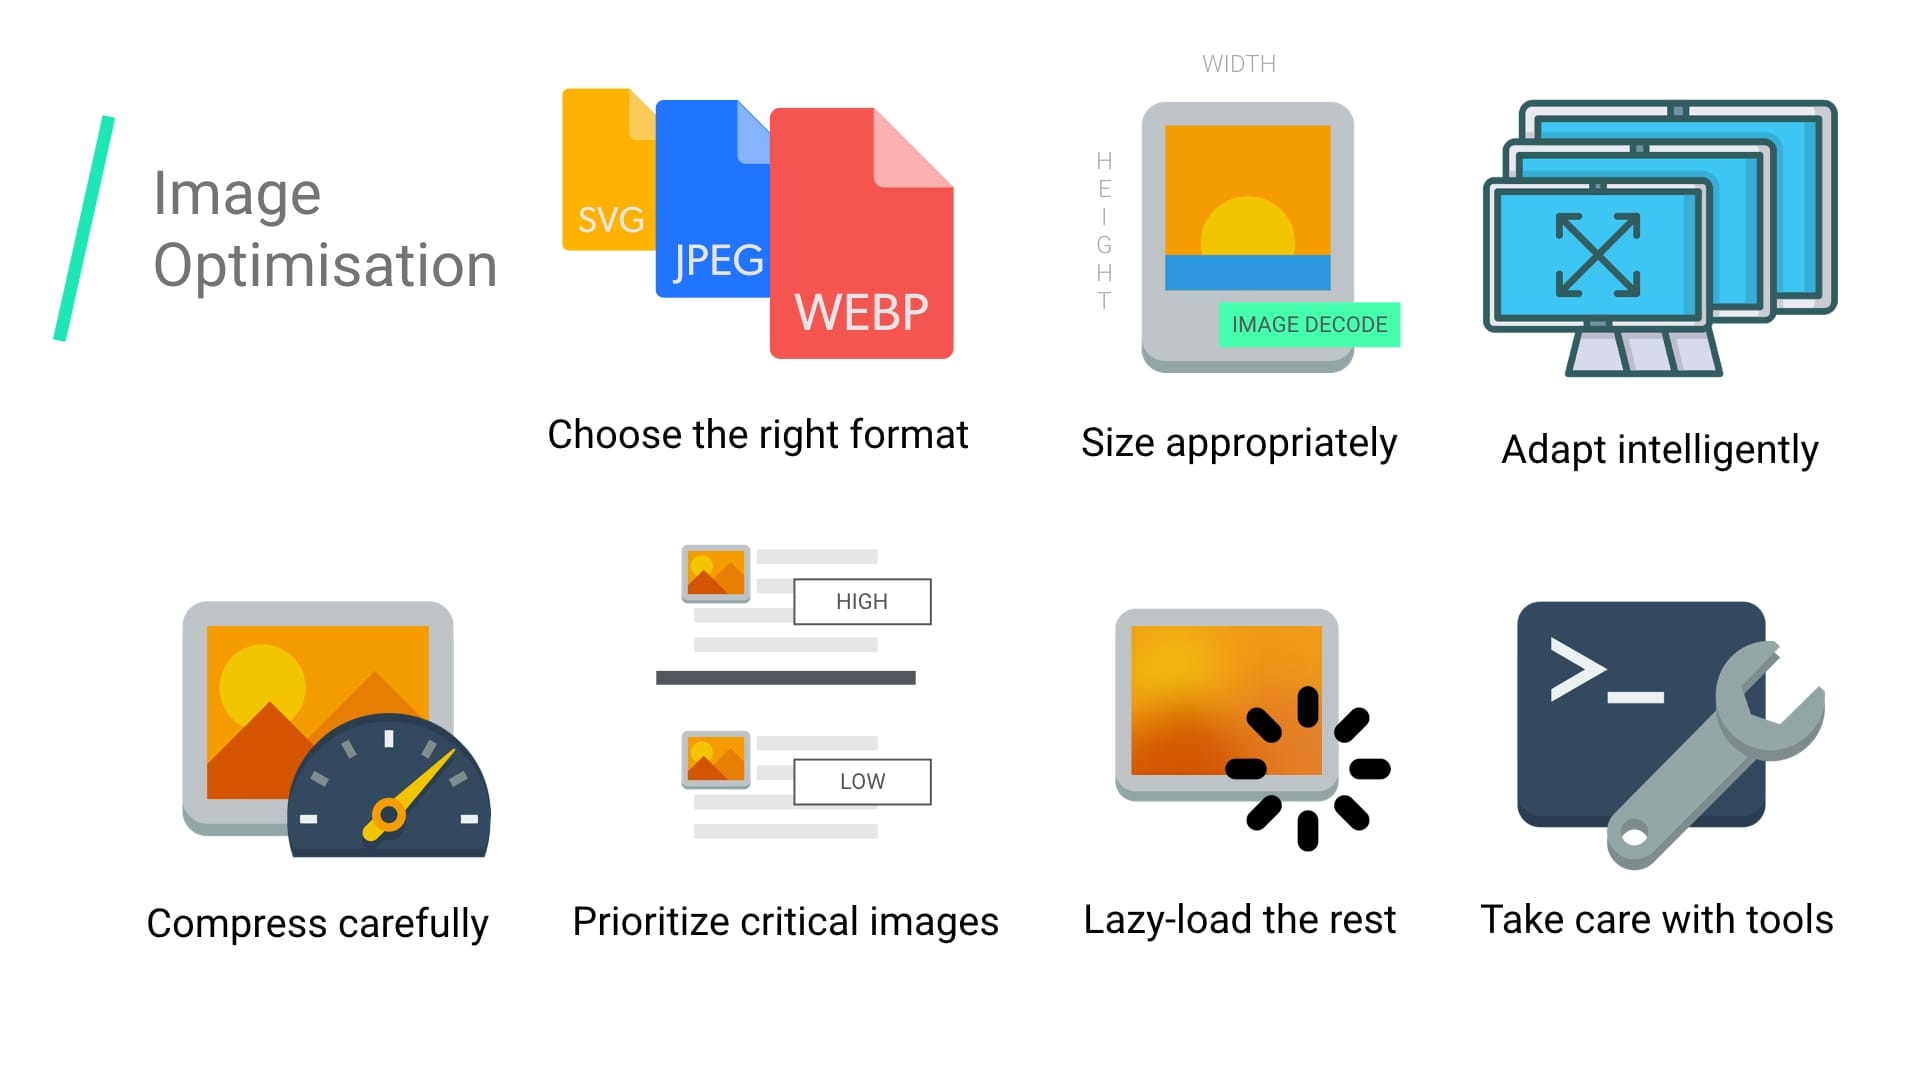 Image
Optimisation
SVG
JPEG
WEBP
Choose the right format
WIDTH
HEIGHT
IMAGE DECODE
Size appropriately
Adapt intelligently
>_
Compress carefully
HIGH
LOW
Prioritize critical images
Lazy-load the rest
Take care with tools